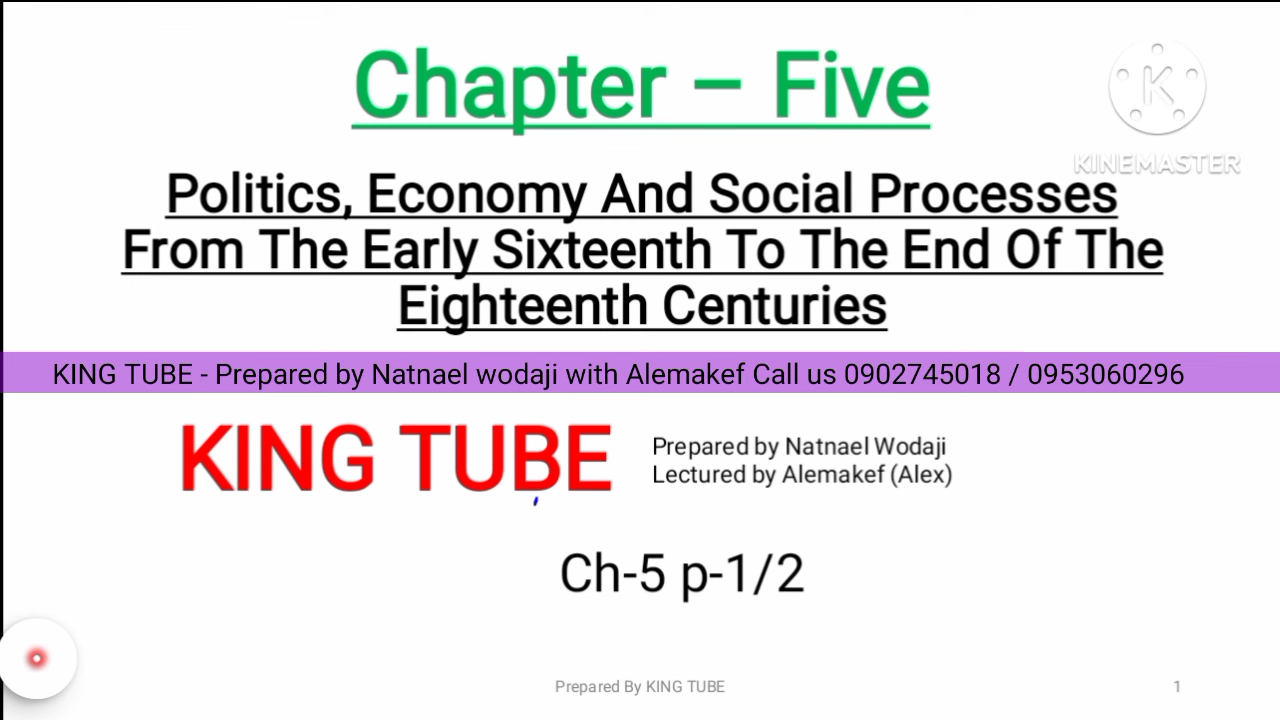 Chapter – Five
K
KINEMASTER
Politics, Economy And Social Processes
From The Early Sixteenth To The End Of The
Eighteenth Centuries
KING TUBE - Prepared by Natnael wodaji with Alemakef Call us 0902745018 / 0953060296
KING TUBE
Prepared by Natnael Wodaji
Lectured by Alemakef (Alex)
Ch-5 p-1/2
Prepared By KING TUBE
1